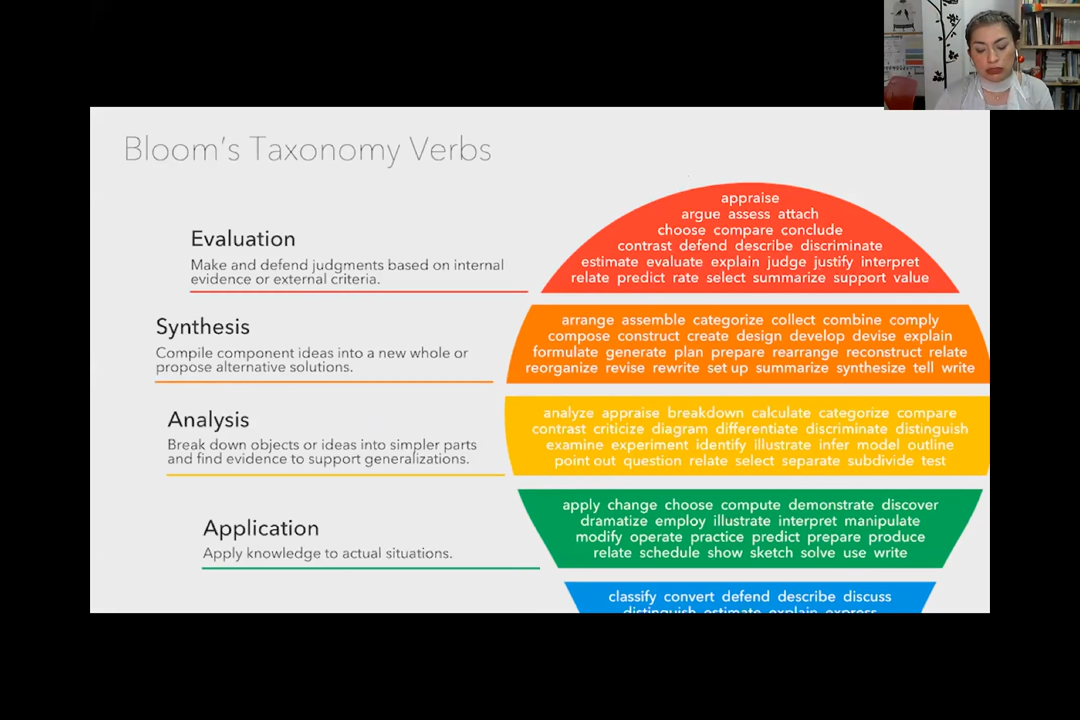 Bloom's Taxonomy Verbs
Evaluation
Make and defend judgments based on internal
evidence or external criteria.
appraise
argue assess attach
choose compare conclude
contrast defend describe discriminate
estimate evaluate explain judge justify interpret
relate predict rate select summarize support value
Synthesis
Compile component ideas into a new whole or
propose alternative solutions.
arrange assemble categorize collect combine comply
compose construct create design develop devise explain
formulate generate plan prepare rearrange reconstruct relate
reorganize revise rewrite set up summarize synthesize tell write
Analysis
Break down objects or ideas into simpler parts
and find evidence to support generalizations.
analyze appraise breakdown calculate categorize compare
contrast criticize diagram differentiate discriminate distinguish
examine experiment identify illustrate infer model outline
point out question relate select separate subdivide test
Application
Apply knowledge to actual situations.
apply change choose compute demonstrate discover
dramatize employ illustrate interpret manipulate
modify operate practice predict prepare produce
relate schedule show sketch solve use write
classify convert defend describe discuss
distinguish estimate explain express